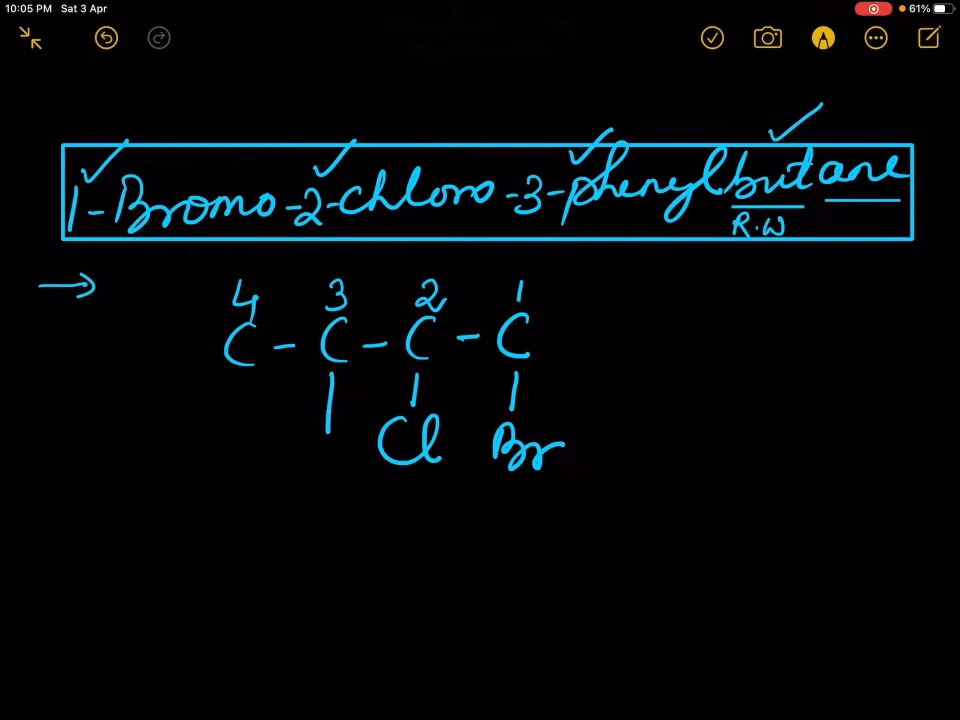 10:05 PM Sat 3 Apr 61%
1-Bromo-2-chloro-3-phenylbutane
R.W
4 3 2 1
C - C - C - C
Cl Br